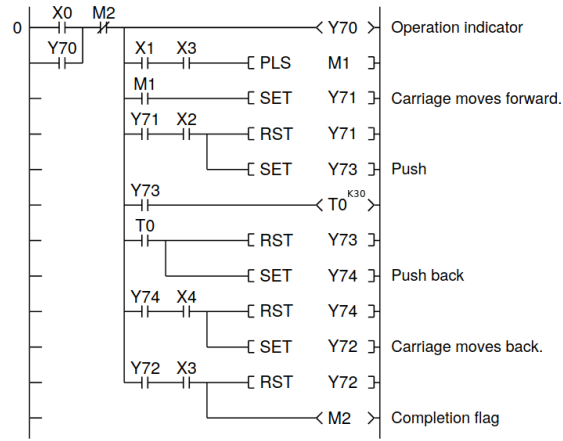 X0 M2
0 Y70 Operation indicator
Y70 X1 X3
PLS M1
M1
SET Y71 Carriage moves forward.
Y71 X2
RST Y71
SET Y73 Push
Y73
T0 K30
T0
RST Y73
SET Y74 Push back
Y74 X4
RST Y74
SET Y72 Carriage moves back.
Y72 X3
RST Y72
M2 Completion flag